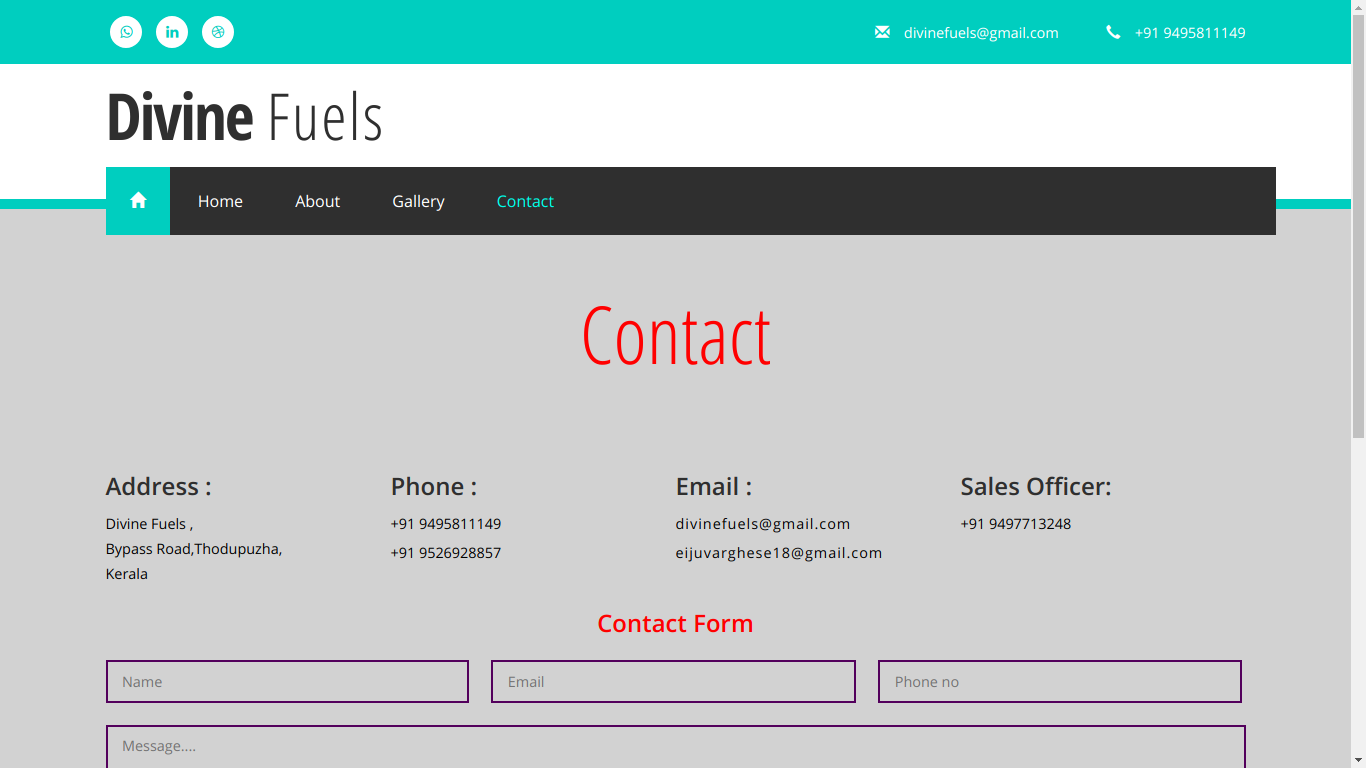 divinefuels@gmail.com +91 9495811149
Divine Fuels
Home About Gallery Contact
Contact
Address :
Divine Fuels ,
Bypass Road,Thodupuzha,
Kerala
Phone :
+91 9495811149
+91 9526928857
Email :
divinefuels@gmail.com
eijuvarghese18@gmail.com
Sales Officer:
+91 9497713248
Contact Form
Name Email Phone no
Message....